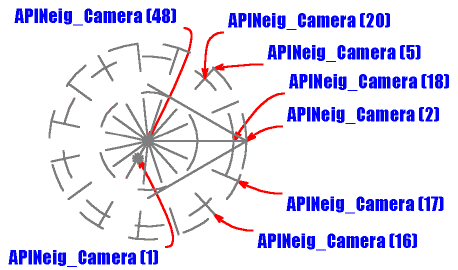 APINeig_Camera (48)
APINeig_Camera (20)
APINeig_Camera (5)
APINeig_Camera (18)
APINeig_Camera (2)
APINeig_Camera (17)
APINeig_Camera (16)
APINeig_Camera (1)